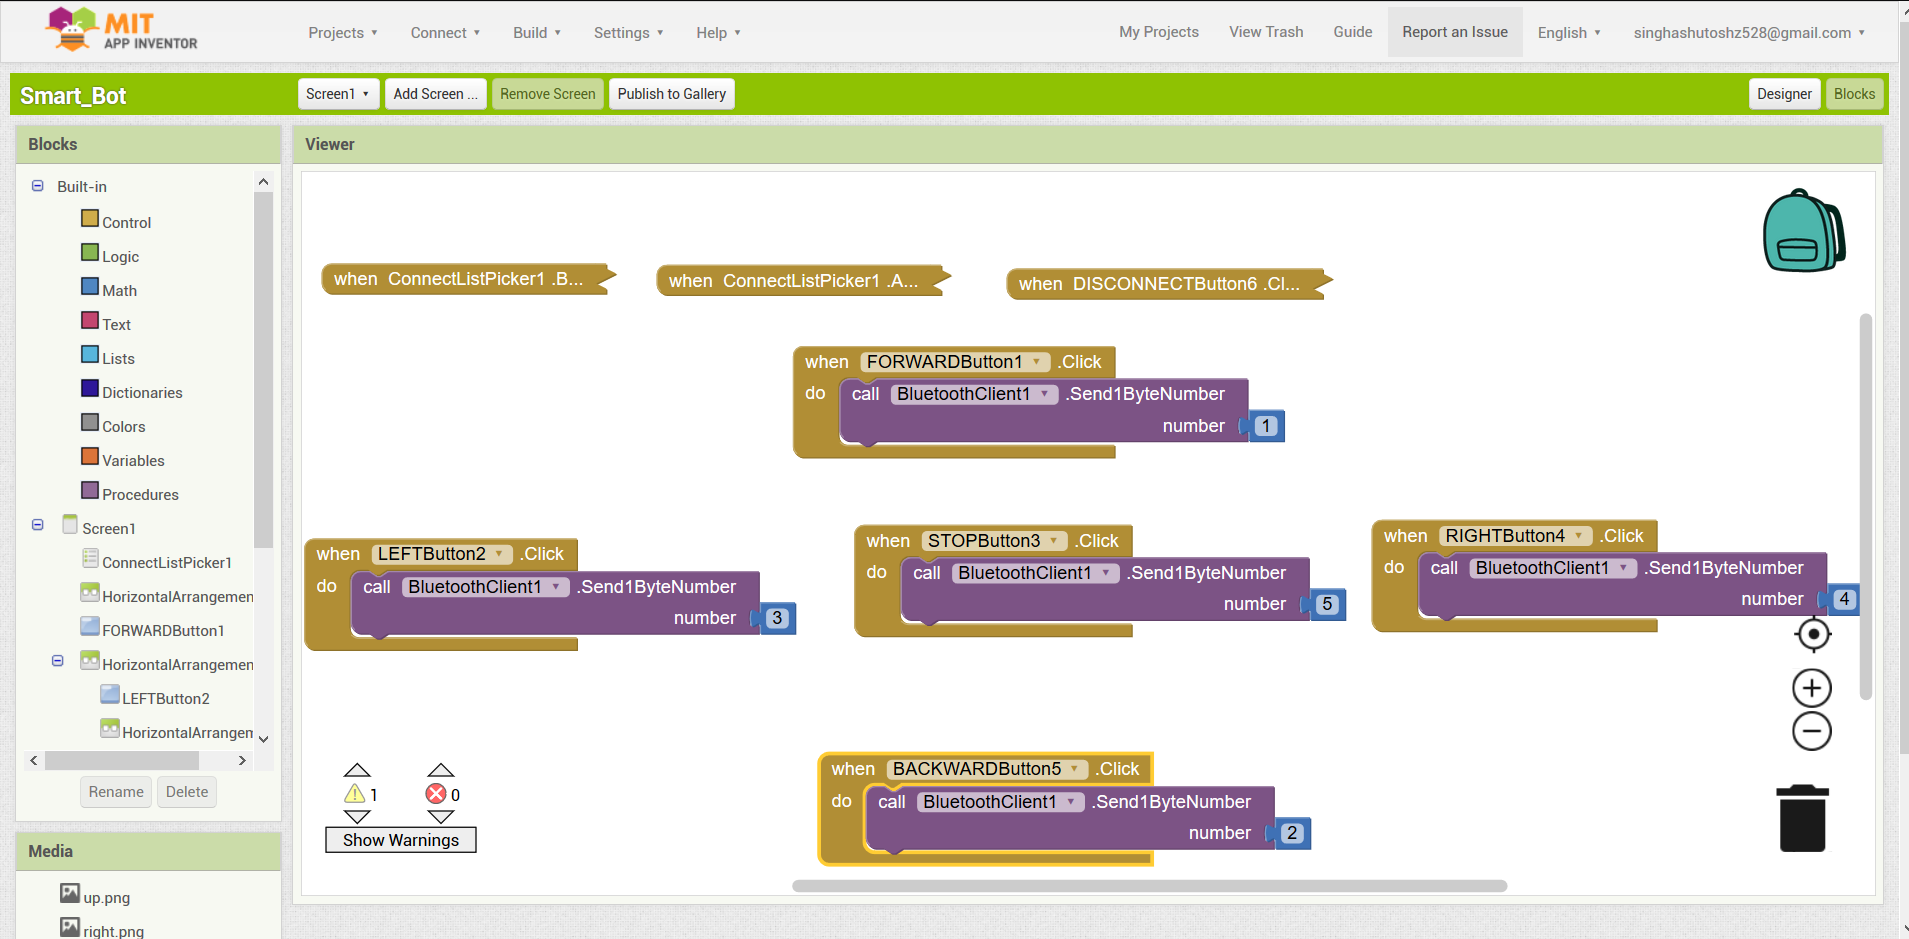 MIT
APP INVENTOR
Projects
Connect
Build
Settings
Help
My Projects
View Trash
Guide
Report an Issue
English
singhashutoshz528@gmail.com
Smart_Bot
Screen1
Add Screen ...
Remove Screen
Publish to Gallery
Designer
Blocks
Blocks
Built-in
Control
Logic
Math
Text
Lists
Dictionaries
Colors
Variables
Procedures
Screen1
ConnectListPicker1
HorizontalArrangemen
FORWARDButton1
HorizontalArrangemen
LEFTButton2
HorizontalArrangem
Rename
Delete
Media
up.png
right.png
Viewer
when ConnectListPicker1 .B...
when ConnectListPicker1 .A...
when DISCONNECTButton6 .Cl...
when FORWARDButton1 .Click
do call BluetoothClient1 .Send1ByteNumber
number 1
when LEFTButton2 .Click
do call BluetoothClient1 .Send1ByteNumber
number 3
when STOPButton3 .Click
do call BluetoothClient1 .Send1ByteNumber
number 5
when RIGHTButton4 .Click
do call BluetoothClient1 .Send1ByteNumber
number 4
when BACKWARDButton5 .Click
do call BluetoothClient1 .Send1ByteNumber
number 2
1
0
Show Warnings